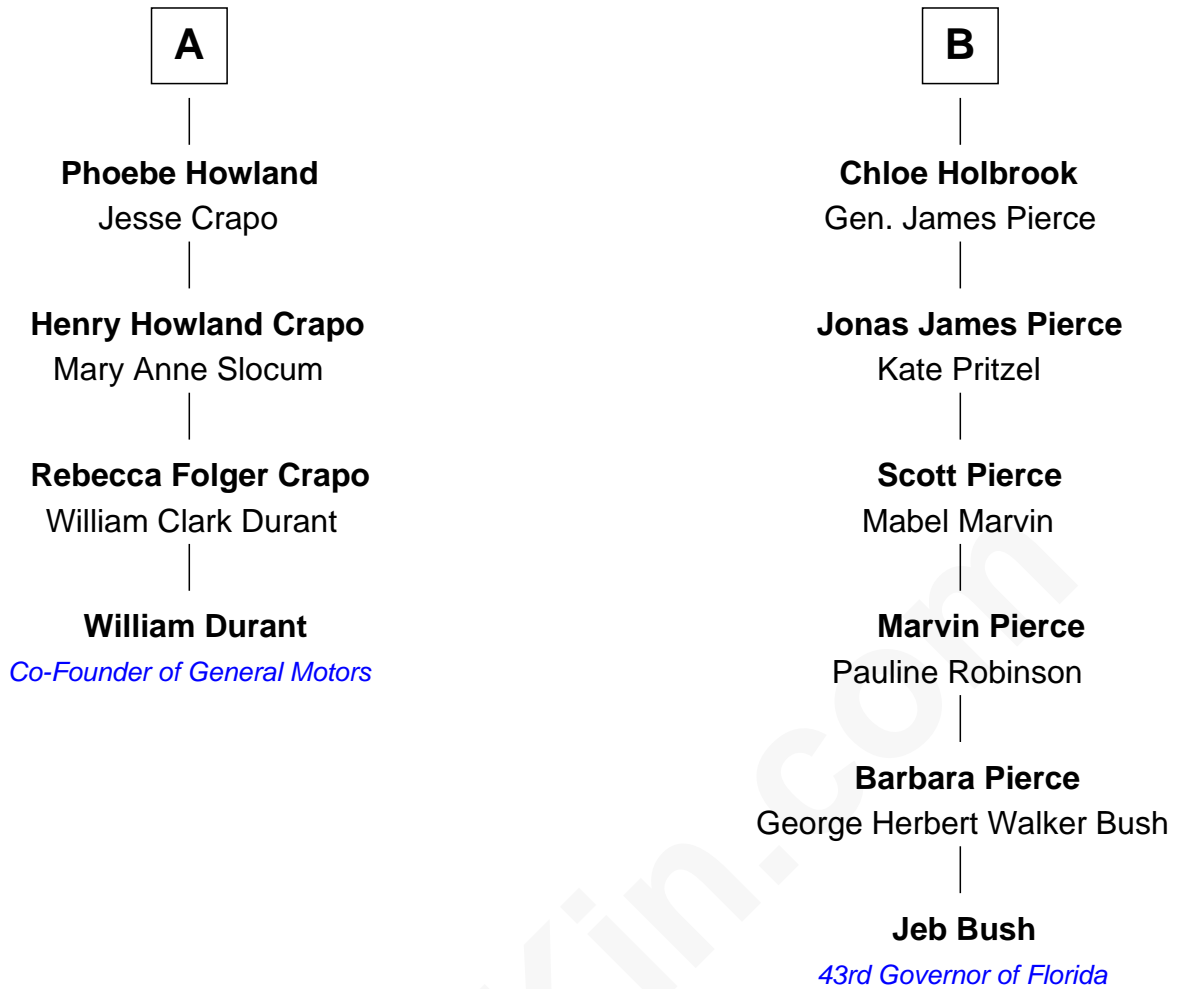 A
Phoebe Howland
Jesse Crapo
Henry Howland Crapo
Mary Anne Slocum
Rebecca Folger Crapo
William Clark Durant
William Durant
Co-Founder of General Motors
B
Chloe Holbrook
Gen. James Pierce
Jonas James Pierce
Kate Pritzel
Scott Pierce
Mabel Marvin
Marvin Pierce
Pauline Robinson
Barbara Pierce
George Herbert Walker Bush
Jeb Bush
43rd Governor of Florida
Kin.com